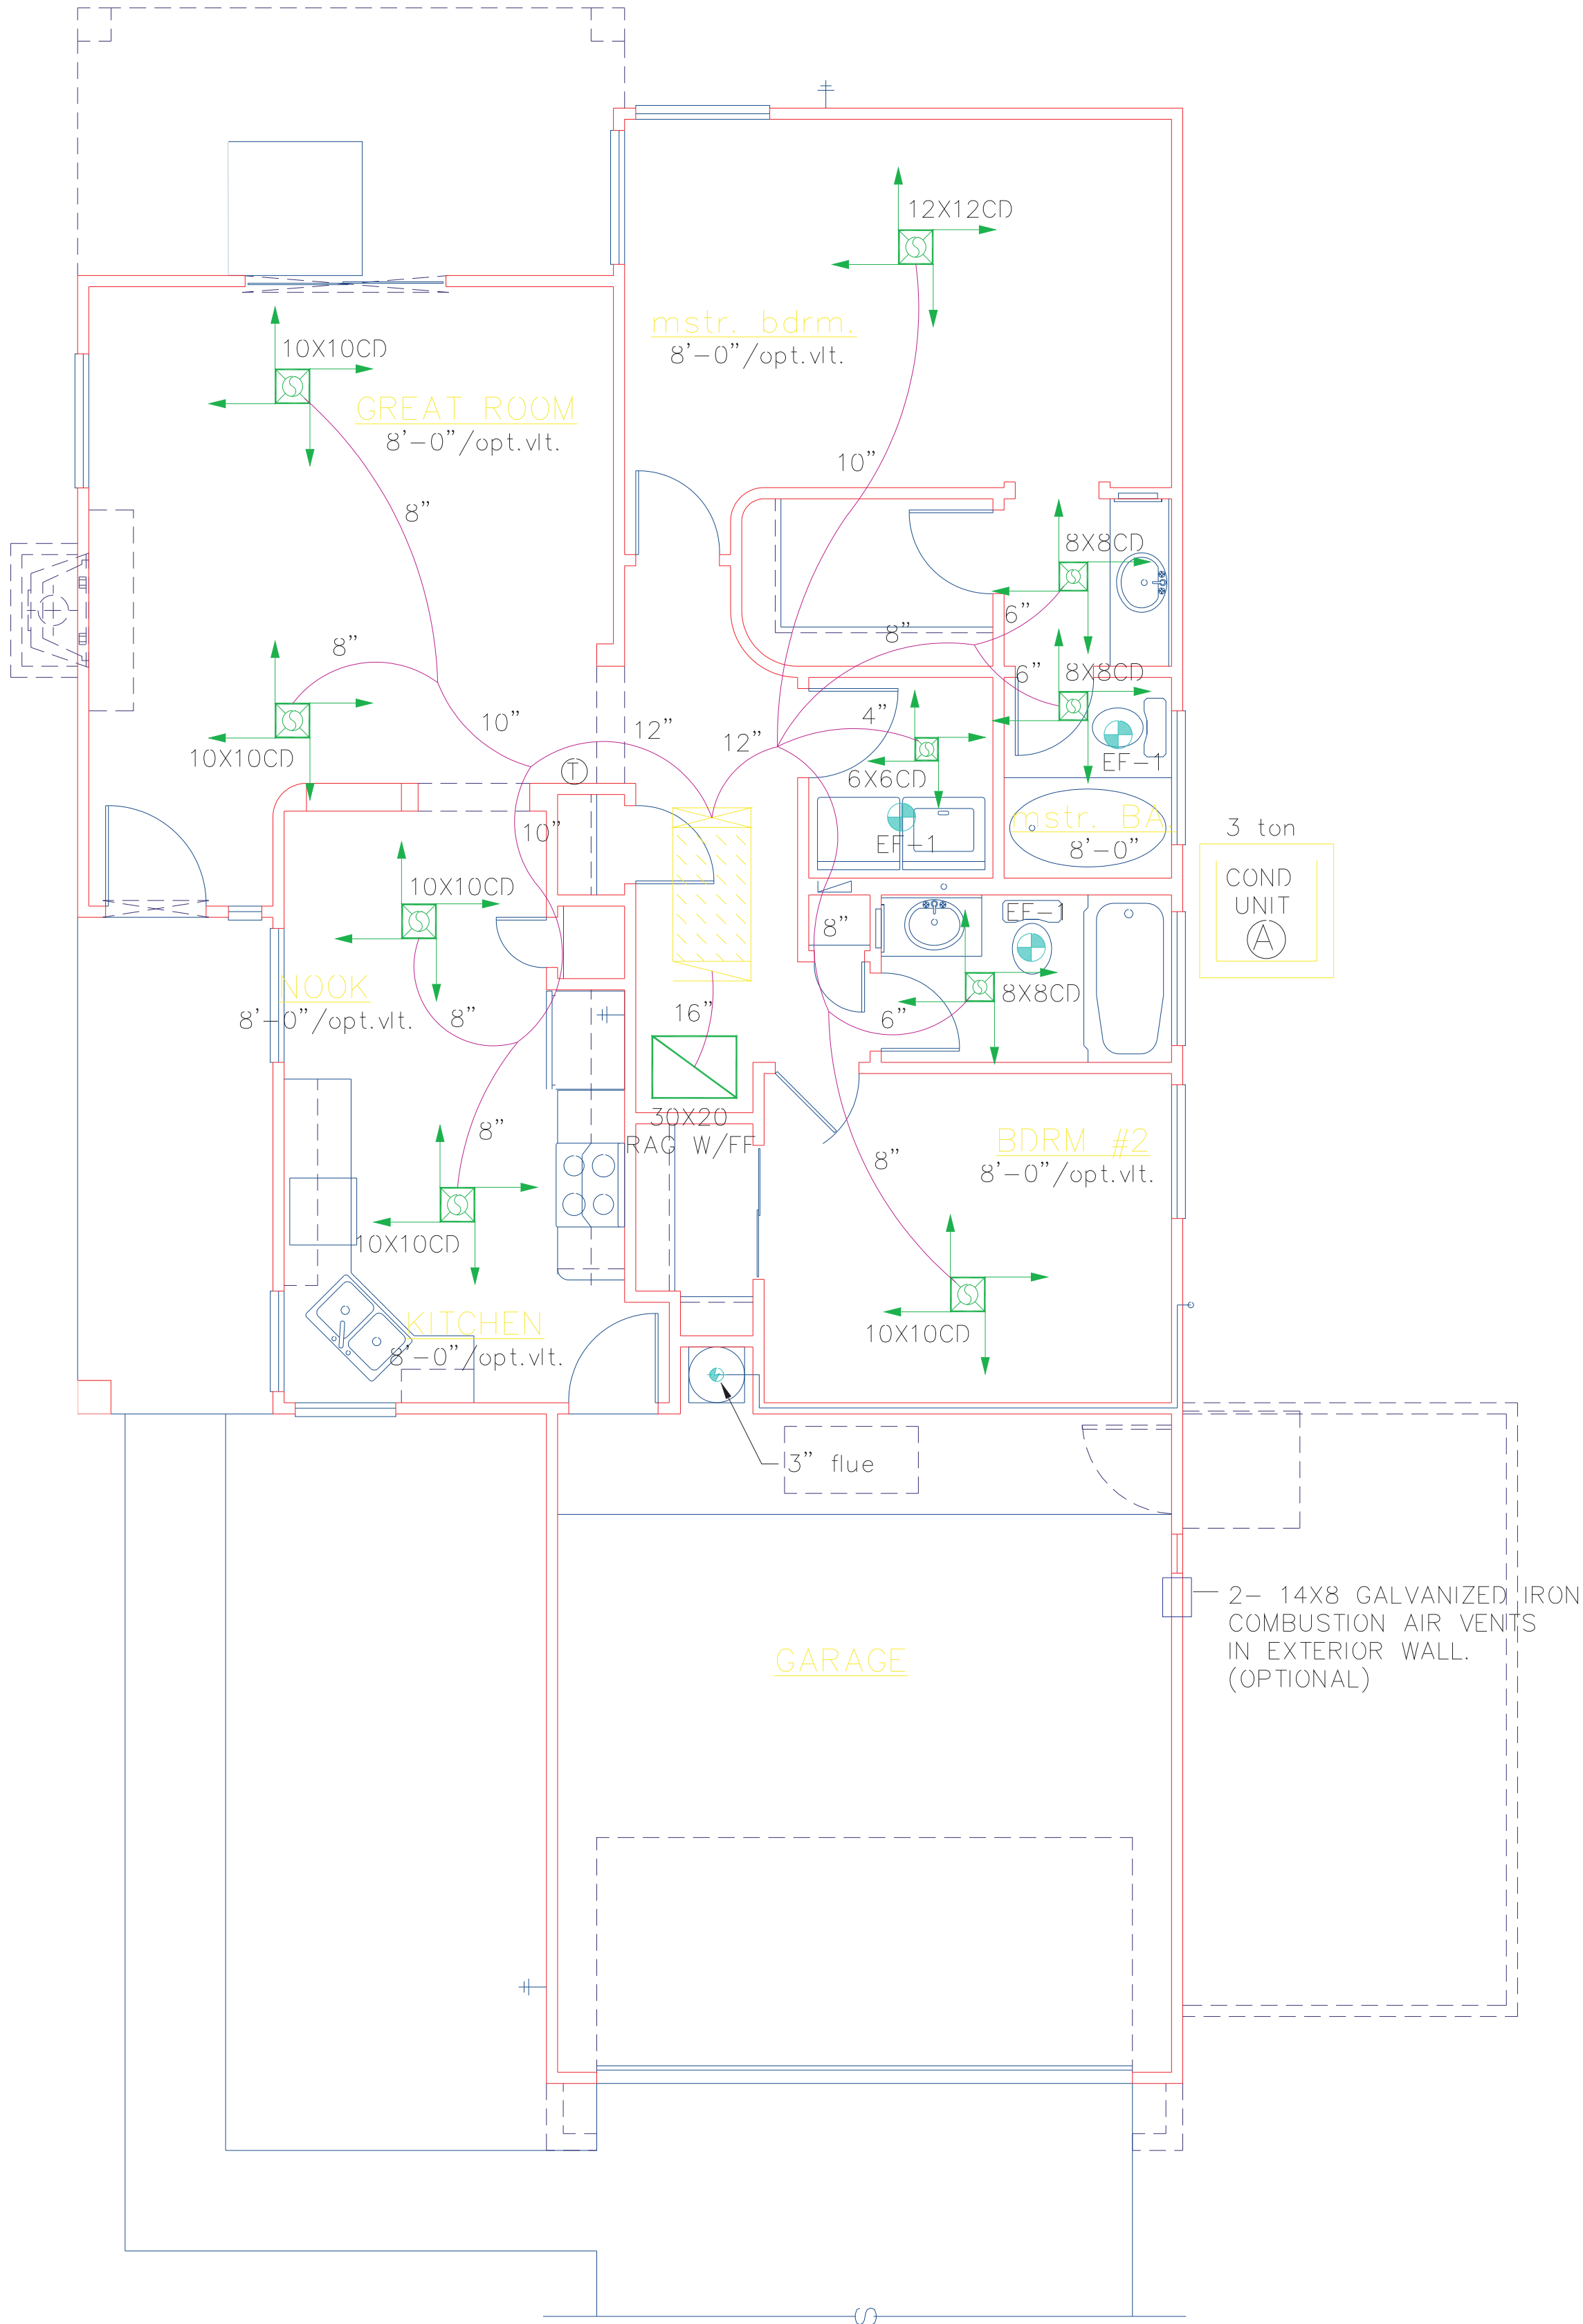 12X12CD
mstr. bdrm.
8'-0"/opt.vlt.
10X10CD
GREAT ROOM
8'-0"/opt.vlt.
10"
8"
8X8CD
6"
8"
8"
6"
8X8CD
4"
10"
12"
12"
10X10CD
T
EF-1
6X6CD
mstr. BA.
8'-0"
10"
EF-1
3 ton
COND
UNIT
A
10X10CD
EF-1
8"
NOOK
8'-0"/opt.vlt.
8"
16"
8X8CD
6"
30X20
RAG W/FF
8"
BDRM #2
8'-0"/opt.vlt.
8"
10X10CD
KITCHEN
8'-0"/opt.vlt.
10X10CD
3" flue
2- 14X8 GALVANIZED IRON
COMBUSTION AIR VENTS
IN EXTERIOR WALL.
(OPTIONAL)
GARAGE
S